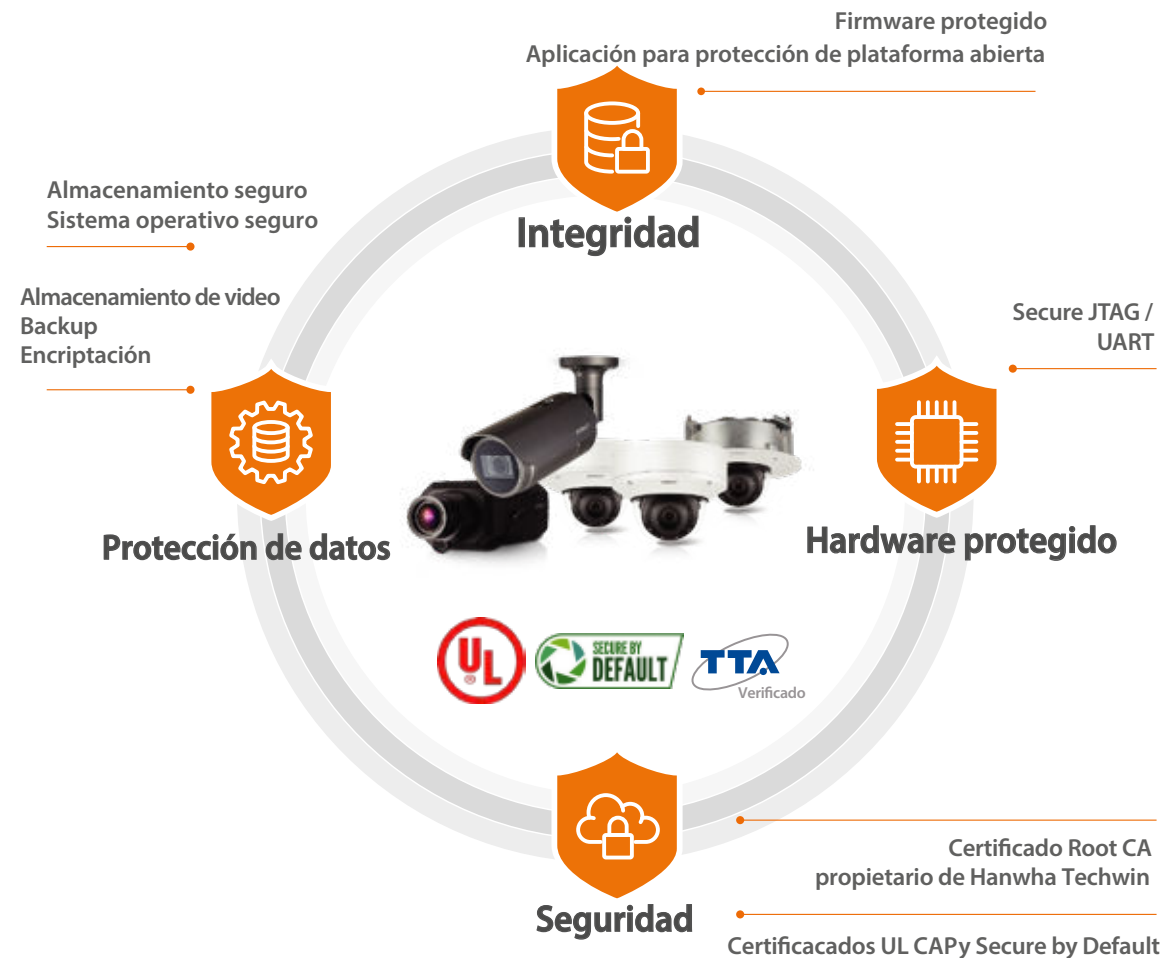 Firmware protegido
Aplicación para protección de plataforma abierta
Integridad
Almacenamiento seguro
Sistema operativo seguro
Almacenamiento de video
Backup
Encriptación
Protección de datos
Secure JTAG /
UART
Hardware protegido
UL
®
SECURE BY
DEFAULT
TTA
Verificado
Seguridad
Certificado Root CA
propietario de Hanwha Techwin
Certificacados UL CAPy Secure by Default